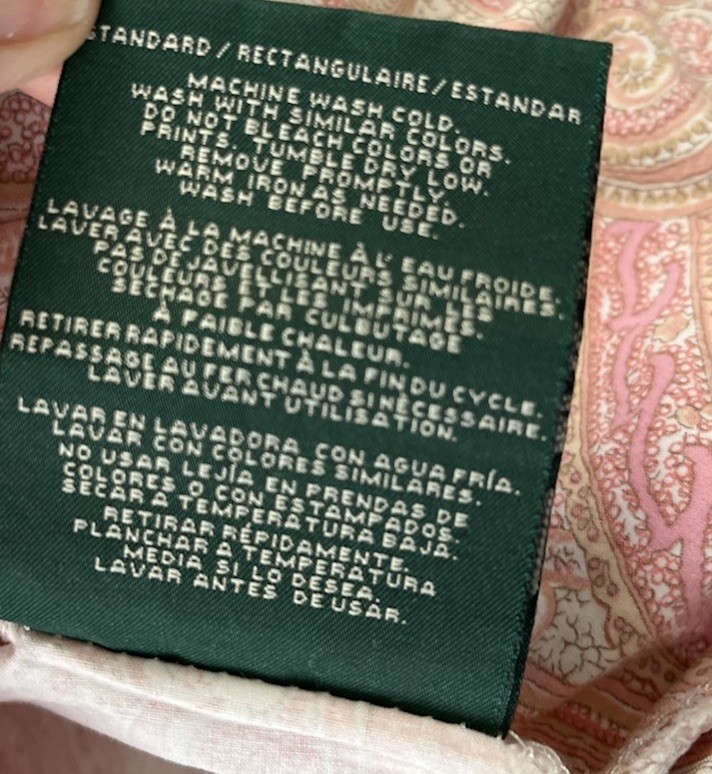 STANDARD / RECTANGULAIRE / ESTANDAR
MACHINE WASH COLD.
WASH WITH SIMILAR COLORS.
DO NOT BLEACH COLORS OR
PRINTS. TUMBLE DRY LOW.
REMOVE PROMPTLY.
WARM IRON AS NEEDED.
WASH BEFORE USE.
LAVAGE À LA MACHINE À L' EAU FROIDE.
LAVER AVEC DES COULEURS SIMILAIRES.
PAS DE JAVELLISANT SUR LES
COULEURS ET LES IMPRIMES.
SÉCHAGE PAR CULBUTAGE
À FAIBLE CHALEUR.
RETIRER RAPIDEMENT À LA FIN DU CYCLE.
REPASSAGE AU FER CHAUD SI NÉCESSAIRE.
LAVER AVANT UTILISATION.
LAVAR EN LAVADORA CON AGUA FRÍA.
LAVAR CON COLORES SIMILARES.
NO USAR LEJÍA EN PRENDAS DE
COLORES O CON ESTAMPADOS.
SECAR A TEMPERATURA BAJA.
RETIRAR RÉPIDAMENTE.
PLANCHAR A TEMPERATURA
MEDIA SI LO DESEA.
LAVAR ANTES DE USAR.